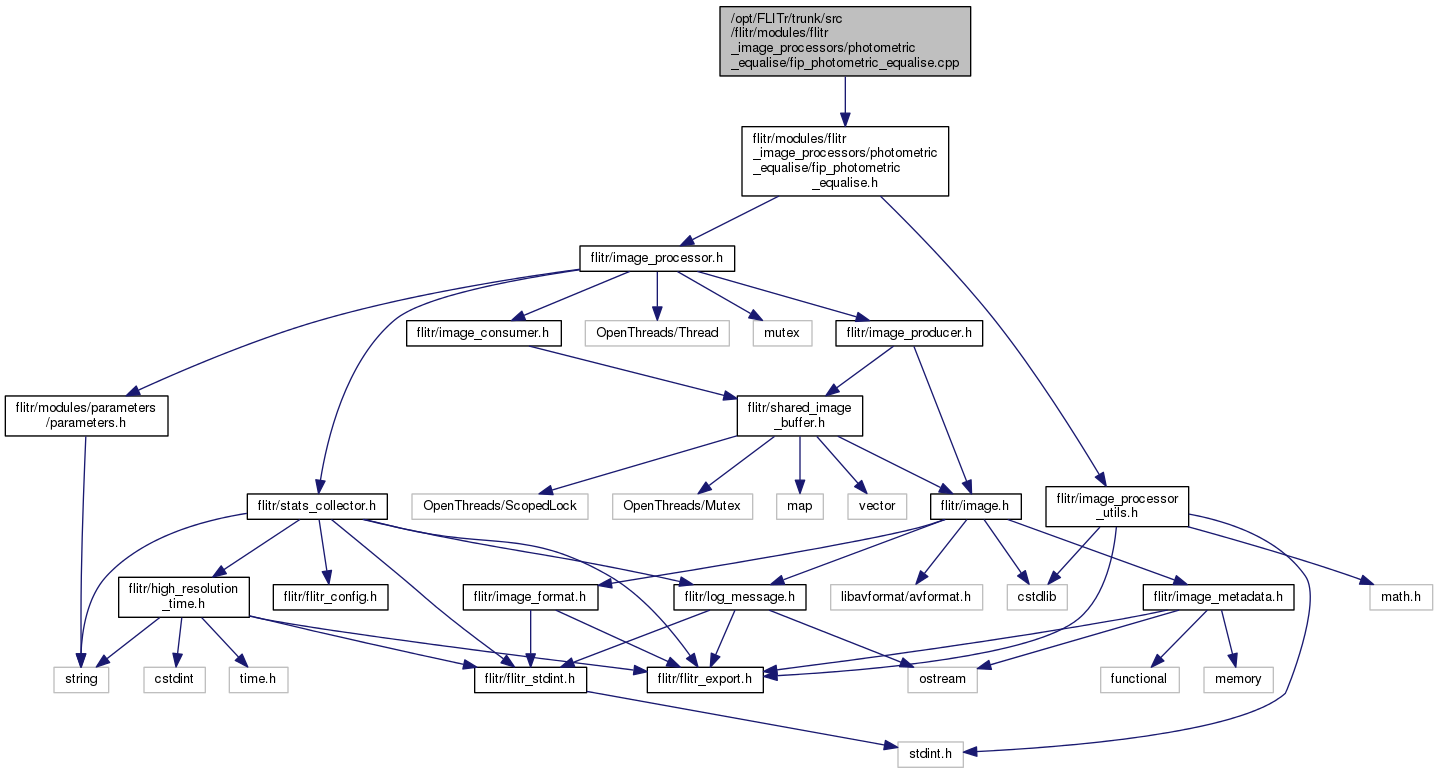 /opt/FLITr/trunk/src
/flitr/modules/flitr
_image_processors/photometric
_equalise/fip_photometric_equalise.cpp
flitr/modules/flitr
_image_processors/photometric
_equalise/fip_photometric
_equalise.h
flitr/image_processor.h
flitr/image_consumer.h
OpenThreads/Thread
mutex
flitr/image_producer.h
flitr/modules/parameters
/parameters.h
flitr/shared_image
_buffer.h
flitr/stats_collector.h
OpenThreads/ScopedLock
OpenThreads/Mutex
map
vector
flitr/image.h
flitr/image_processor
_utils.h
flitr/high_resolution
_time.h
flitr/flitr_config.h
flitr/image_format.h
flitr/log_message.h
libavformat/avformat.h
cstdlib
flitr/image_metadata.h
math.h
string
cstdint
time.h
flitr/flitr_stdint.h
flitr/flitr_export.h
ostream
functional
memory
stdint.h